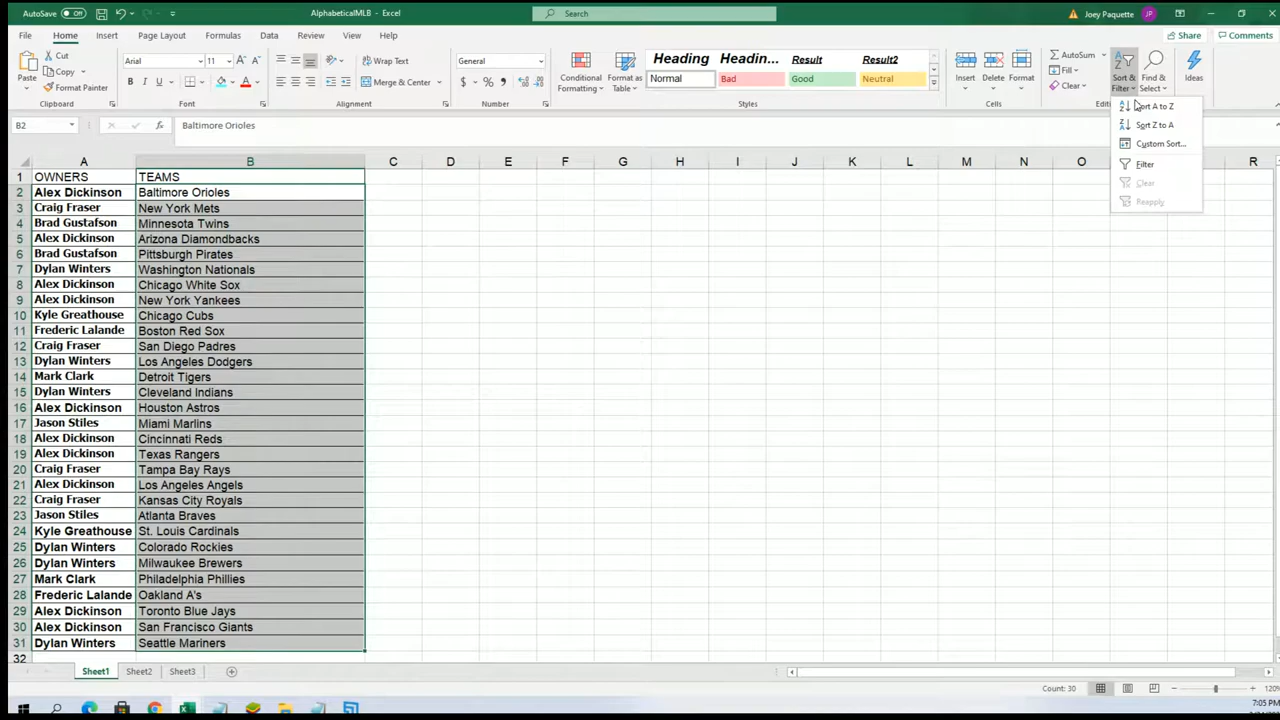 AutoSave Off AlphabeticalMLB - Excel Search Joey Paquette JP
File Home Insert Page Layout Formulas Data Review View Help Share Comments
Paste Cut Copy Format Painter Clipboard
Arial 11 B I U Font
Wrap Text Merge & Center Alignment
General $ % Number
Conditional Formatting Format as Table
Heading Headin... Result Result2
Normal Bad Good Neutral
Styles
Insert Delete Format Cells
AutoSum Fill Clear
Sort & Filter Find & Select Ideas
Sort Z to A
Custom Sort...
Filter
Clear
Reapply
B2 fx Baltimore Orioles
A B C D E F G H I J K L M N O R
1 OWNERS TEAMS
2 Alex Dickinson Baltimore Orioles
3 Craig Fraser New York Mets
4 Brad Gustafson Minnesota Twins
5 Alex Dickinson Arizona Diamondbacks
6 Brad Gustafson Pittsburgh Pirates
7 Dylan Winters Washington Nationals
8 Alex Dickinson Chicago White Sox
9 Alex Dickinson New York Yankees
10 Kyle Greathouse Chicago Cubs
11 Frederic Lalande Boston Red Sox
12 Craig Fraser San Diego Padres
13 Dylan Winters Los Angeles Dodgers
14 Mark Clark Detroit Tigers
15 Dylan Winters Cleveland Indians
16 Alex Dickinson Houston Astros
17 Jason Stiles Miami Marlins
18 Alex Dickinson Cincinnati Reds
19 Alex Dickinson Texas Rangers
20 Craig Fraser Tampa Bay Rays
21 Alex Dickinson Los Angeles Angels
22 Craig Fraser Kansas City Royals
23 Jason Stiles Atlanta Braves
24 Kyle Greathouse St. Louis Cardinals
25 Dylan Winters Colorado Rockies
26 Dylan Winters Milwaukee Brewers
27 Mark Clark Philadelphia Phillies
28 Frederic Lalande Oakland A's
29 Alex Dickinson Toronto Blue Jays
30 Alex Dickinson San Francisco Giants
31 Dylan Winters Seattle Mariners
32
Sheet1 Sheet2 Sheet3
Count: 30 120%
7:05 PM